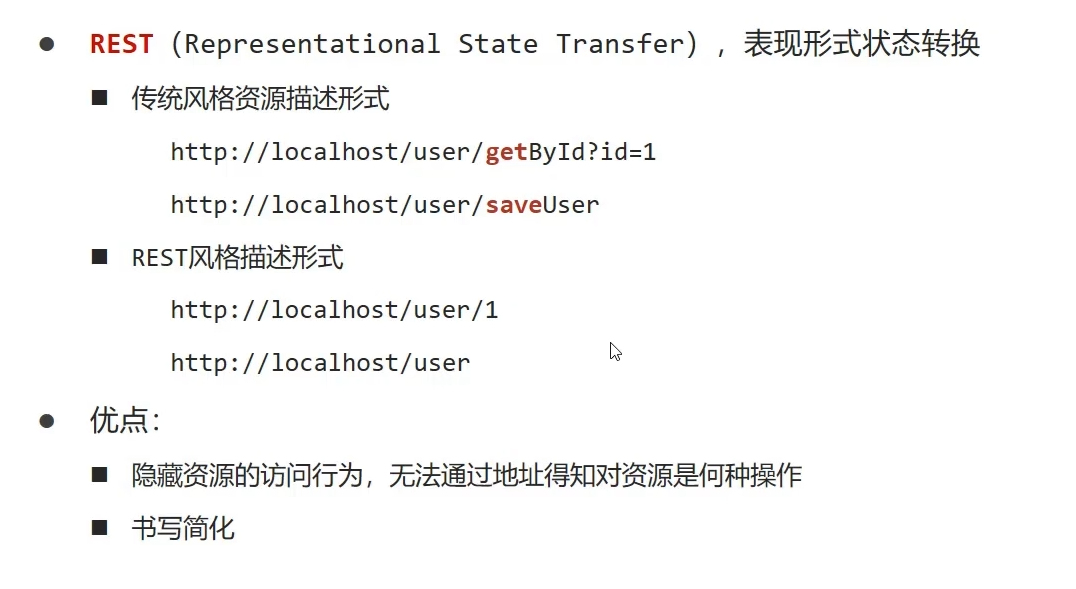 REST（Representational State Transfer），表现形式状态转换
传统风格资源描述形式
http://localhost/user/getById?id=1
http://localhost/user/saveUser
REST风格描述形式
http://localhost/user/1
http://localhost/user
优点：
隐藏资源的访问行为，无法通过地址得知对资源是何种操作
书写简化